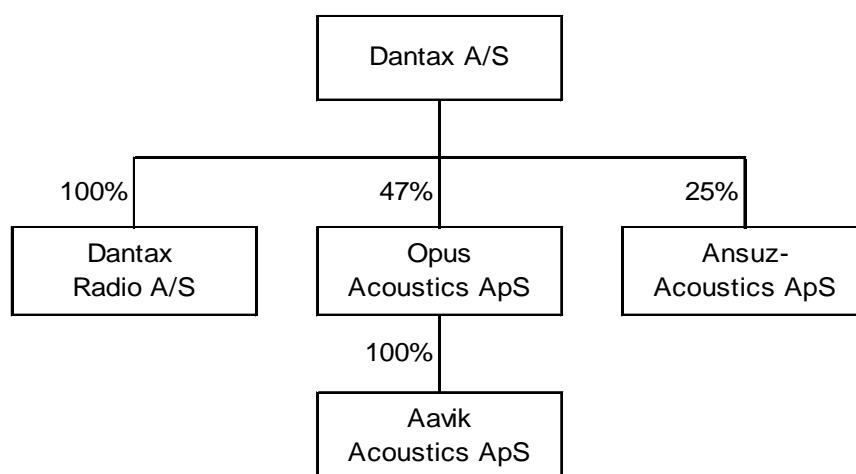 Dantax A/S
100%
47%
25%
Dantax
Radio A/S
Opus
Acoustics ApS
Ansuz-
Acoustics ApS
100%
Aavik
Acoustics ApS